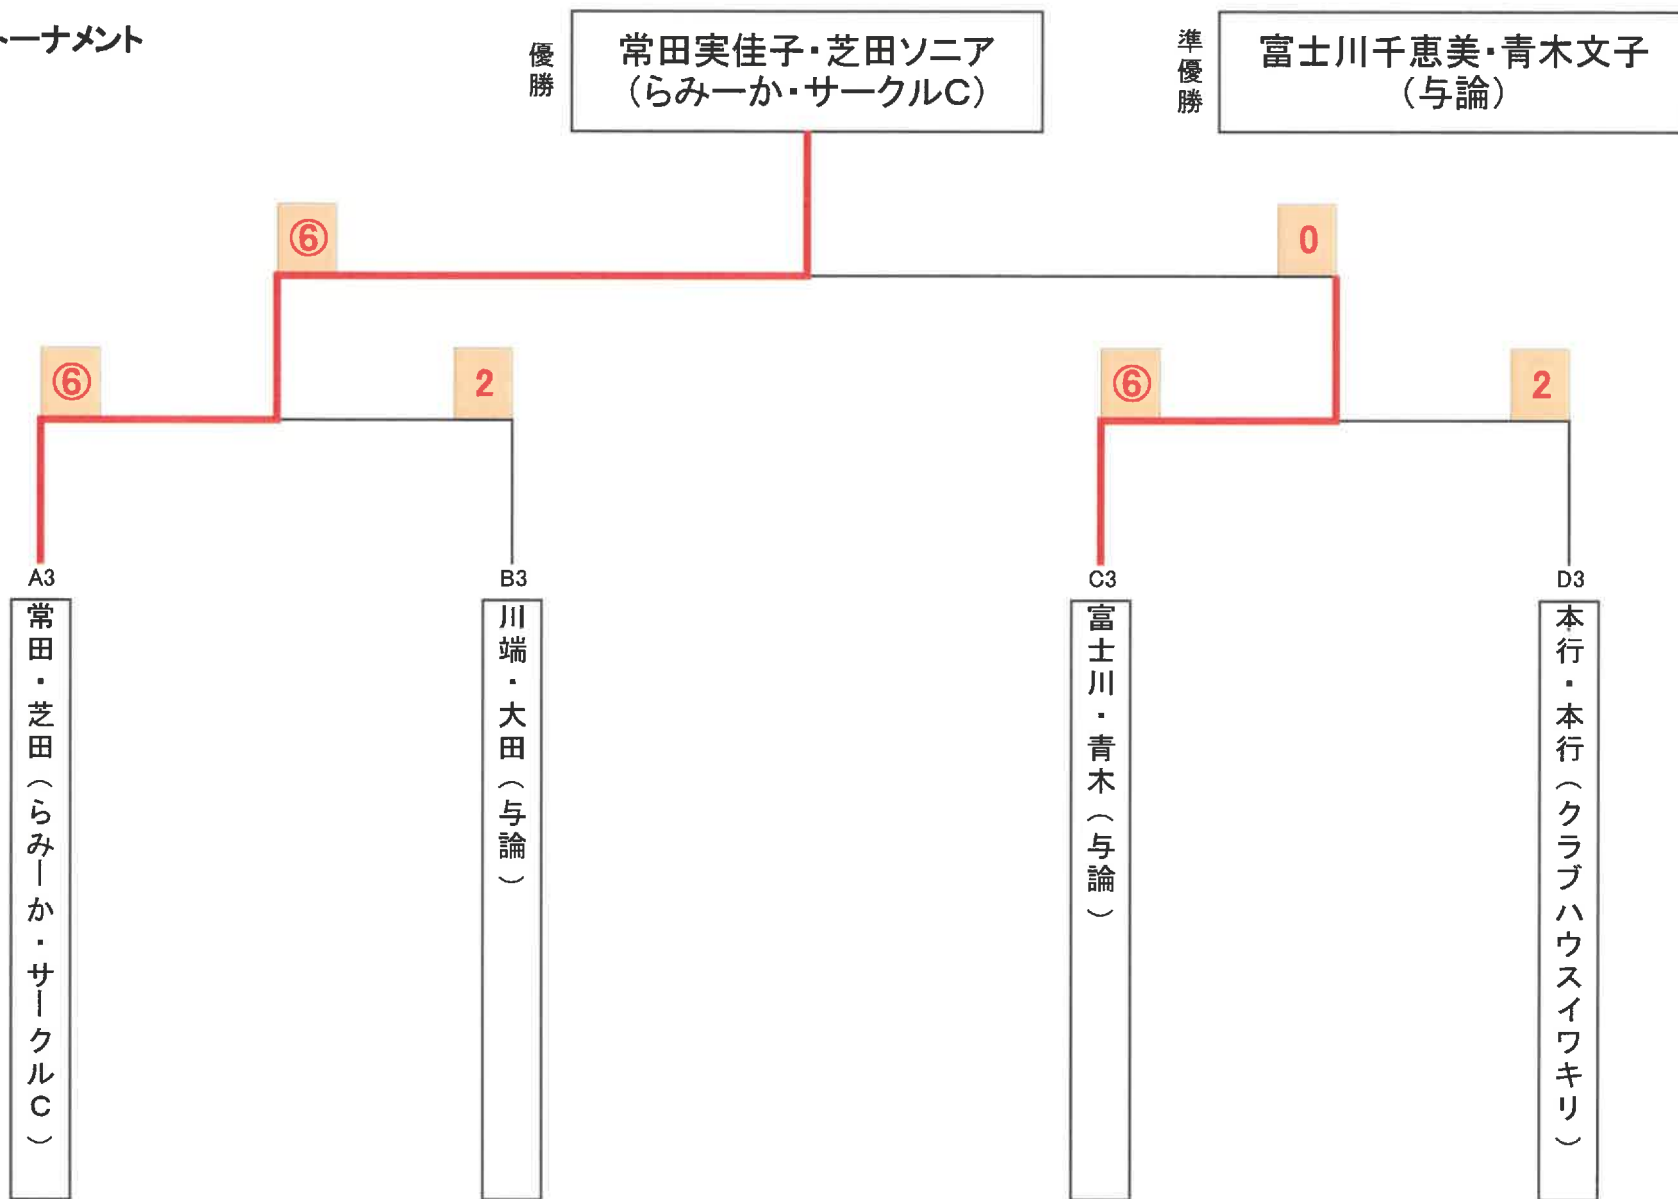 トーナメント
優勝
常田実佳子・芝田ソニア
(らみーか・サークルC)
準優勝
富士川千恵美・青木文子
(与論)
⑥
0
⑥
2
⑥
2
A3
B3
C3
D3
常田・芝田(らみーか・サークルC)
川端・大田(与論)
富士川・青木(与論)
本行・本行(クラブハウスイワキリ)